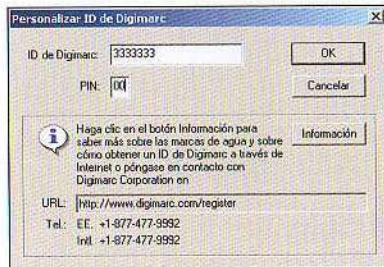 Personalizar ID de Digimarc
ID de Digimarc: 3333333
OK
PIN: 00
Cancelar
Haga clic en el botón Información para
saber más sobre las marcas de agua y sobre
cómo obtener un ID de Digimarc a través de
Internet o póngase en contacto con
Digimarc Corporation en
Información
URL: http://www.digimarc.com/register
Tel.: EE. +1-877-477-9992
Intl. +1-877-477-9992